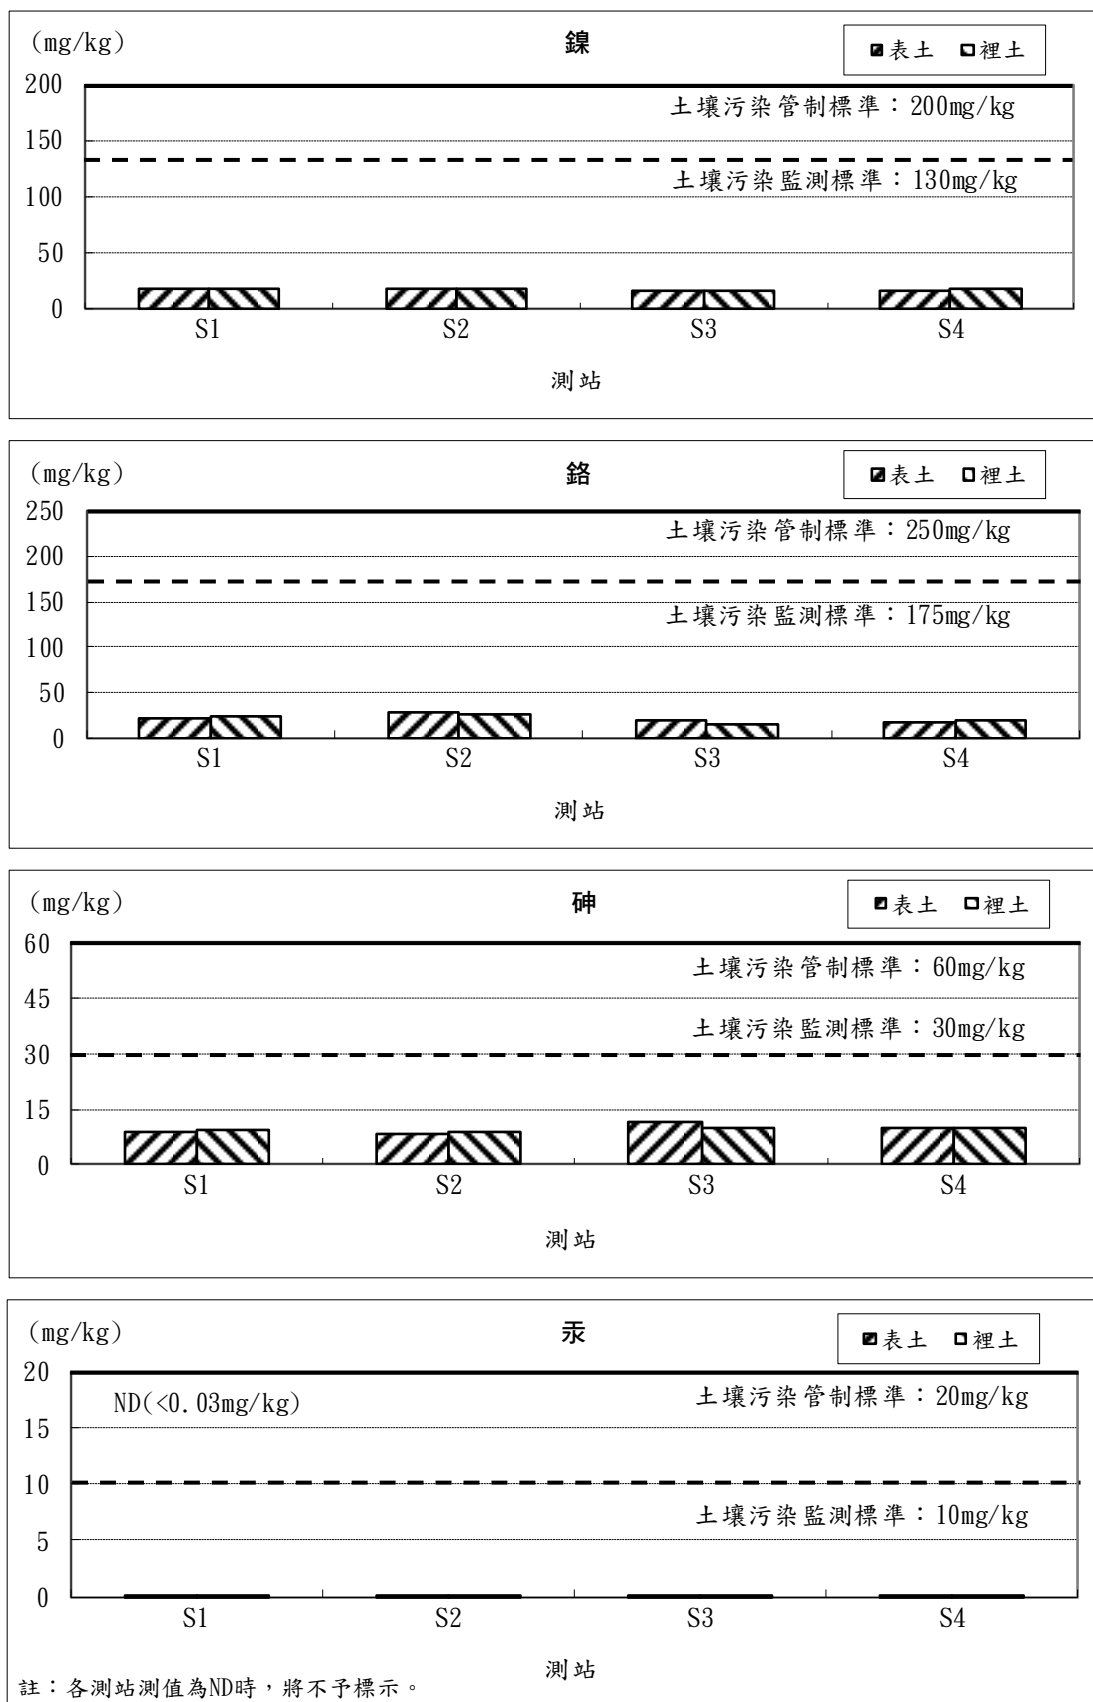 (mg/kg)
鎳
表土 裡土
200
土壤污染管制標準：200mg/kg
150
土壤污染監測標準：130mg/kg
100
50
0
S1 S2 S3 S4
測站
(mg/kg)
鉻
表土 裡土
250
土壤污染管制標準：250mg/kg
200
150
土壤污染監測標準：175mg/kg
100
50
0
S1 S2 S3 S4
測站
(mg/kg)
砷
表土 裡土
60
土壤污染管制標準：60mg/kg
45
土壤污染監測標準：30mg/kg
30
15
0
S1 S2 S3 S4
測站
(mg/kg)
汞
表土 裡土
20
ND(<0.03mg/kg)
土壤污染管制標準：20mg/kg
15
10
土壤污染監測標準：10mg/kg
5
0
S1 S2 S3 S4
測站
註：各測站測值為ND時，將不予標示。